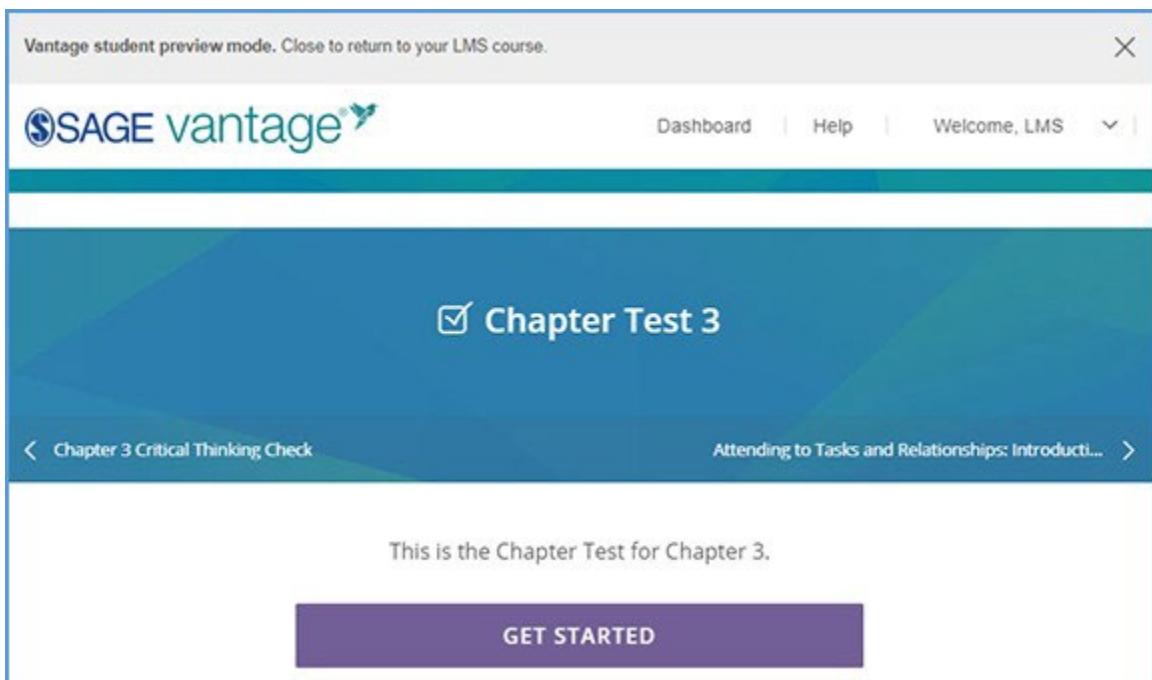 Vantage student preview mode. Close to return to your LMS course.
SSAGE vantage®
Dashboard | Help | Welcome, LMS
Chapter Test 3
Chapter 3 Critical Thinking Check
Attending to Tasks and Relationships: Introducti...
This is the Chapter Test for Chapter 3.
GET STARTED